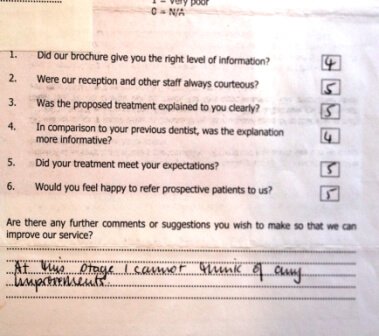 1 = very poor
0 = N/A
1. Did our brochure give you the right level of information? 4
2. Were our reception and other staff always courteous? 5
3. Was the proposed treatment explained to you clearly? 5
4. In comparison to your previous dentist, was the explanation
more informative? 4
5. Did your treatment meet your expectations? 5
6. Would you feel happy to refer prospective patients to us? 5
Are there any further comments or suggestions you wish to make so that we can
improve our service?
At this stage I cannot think of any
improvements.